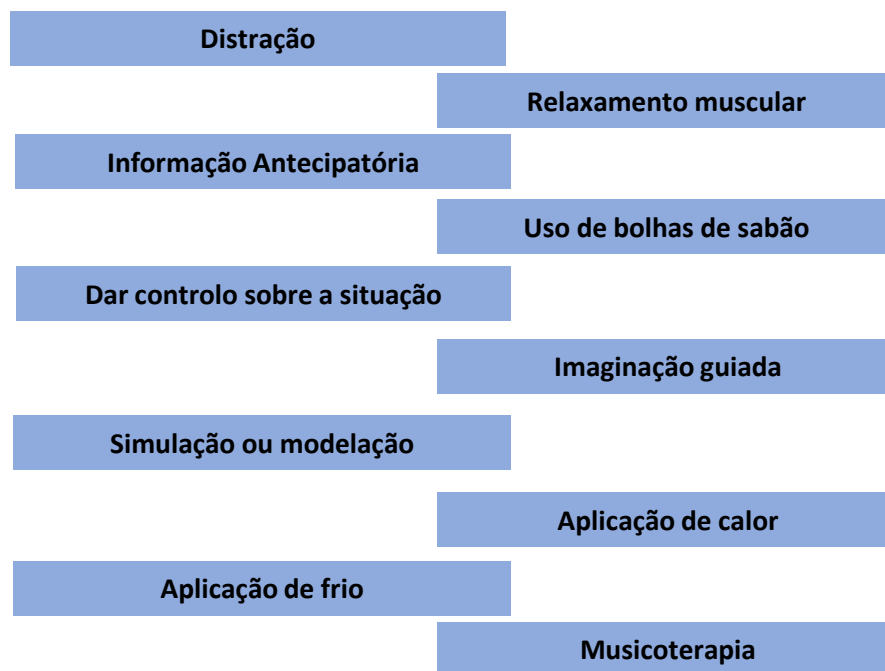 Distração
Relaxamento muscular
Informação Antecipatória
Uso de bolhas de sabão
Dar controlo sobre a situação
Imaginação guiada
Simulação ou modelação
Aplicação de calor
Aplicação de frio
Musicoterapia